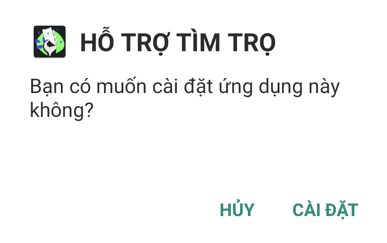 HỖ TRỢ TÌM TRỌ
Bạn có muốn cài đặt ứng dụng này
không?
HỦY CÀI ĐẶT